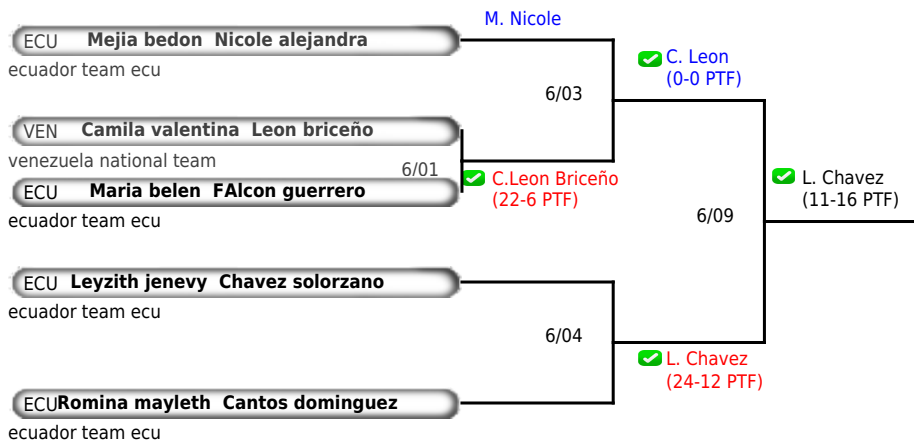 M. Nicole
ECU Mejia bedon Nicole alejandra
ecuador team ecu
C. Leon
(0-0 PTF)
6/03
VEN Camila valentina Leon briceño
venezuela national team
6/01
C.Leon Briceño
(22-6 PTF)
ECU Maria belen FAlcon guerrero
ecuador team ecu
L. Chavez
(11-16 PTF)
6/09
ECU Leyzith jenevy Chavez solorzano
ecuador team ecu
6/04
L. Chavez
(24-12 PTF)
ECU Romina mayleth Cantos dominguez
ecuador team ecu